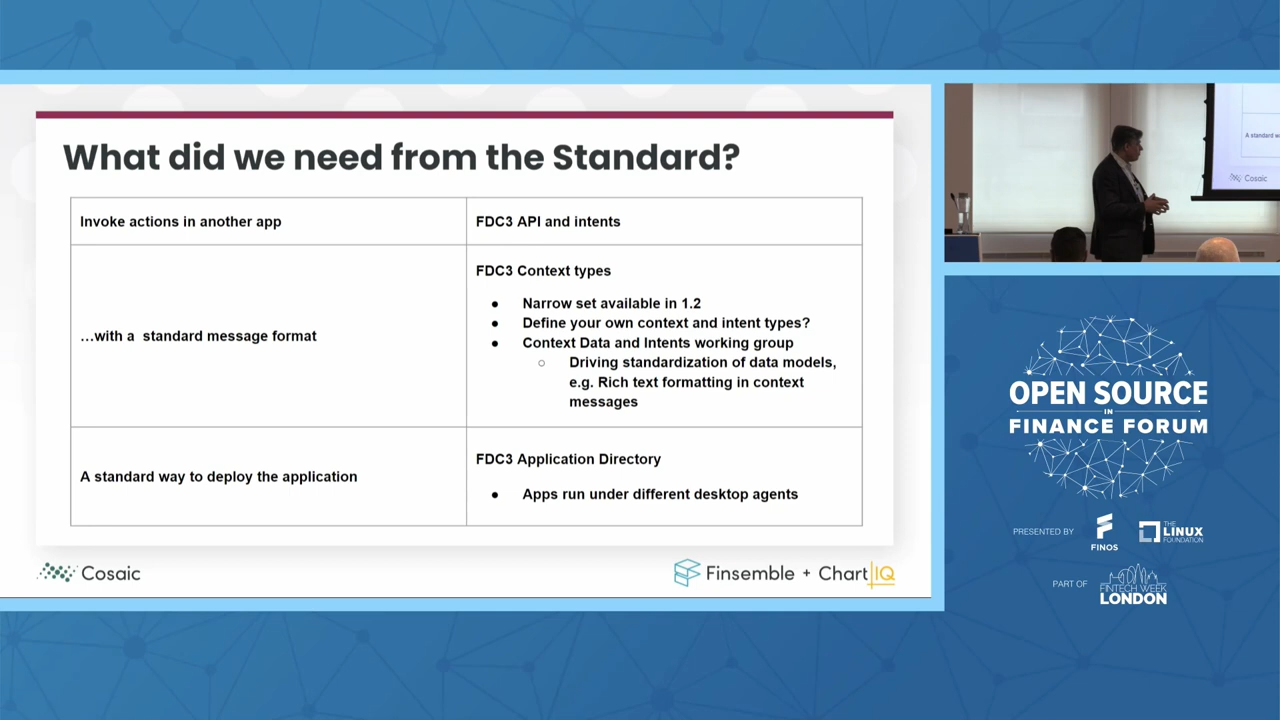 What did we need from the Standard?
Invoke actions in another app
FDC3 API and intents
…with a  standard message format
FDC3 Context types
● Narrow set available in 1.2
● Define your own context and intent types?
● Context Data and Intents working group
○ Driving standardization of data models,
e.g. Rich text formatting in context
messages
A standard way to deploy the application
FDC3 Application Directory
● Apps run under different desktop agents
Cosaic
Finsemble + ChartIQ
A standard w
Cosaic
OPEN SOURCE
IN
FINANCE FORUM
PRESENTED BY
FINOS
THE
LINUX
FOUNDATION
PART OF
FINTECH WEEK
LONDON